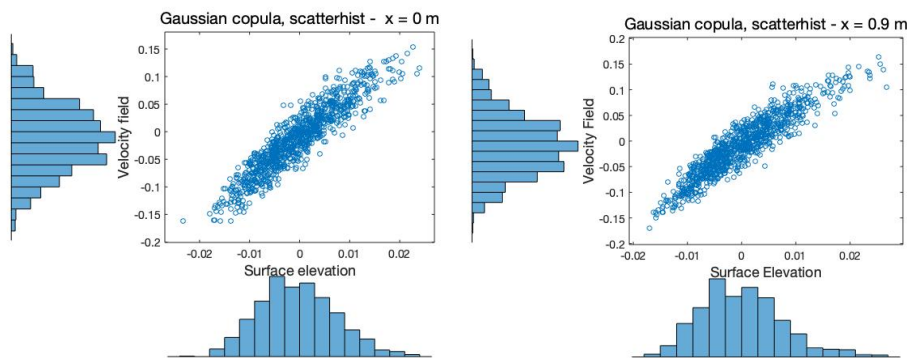 Gaussian copula, scatterhist - x = 0 m
0.15
0.1
0.05
0
-0.05
-0.1
-0.15
-0.2
Velocity field
-0.02 -0.01 0 0.01 0.02
Surface elevation
Gaussian copula, scatterhist - x = 0.9 m
0.2
0.15
0.1
0.05
0
-0.05
-0.1
-0.15
-0.2
Velocity Field
-0.02 -0.01 0 0.01 0.02
Surface Elevation